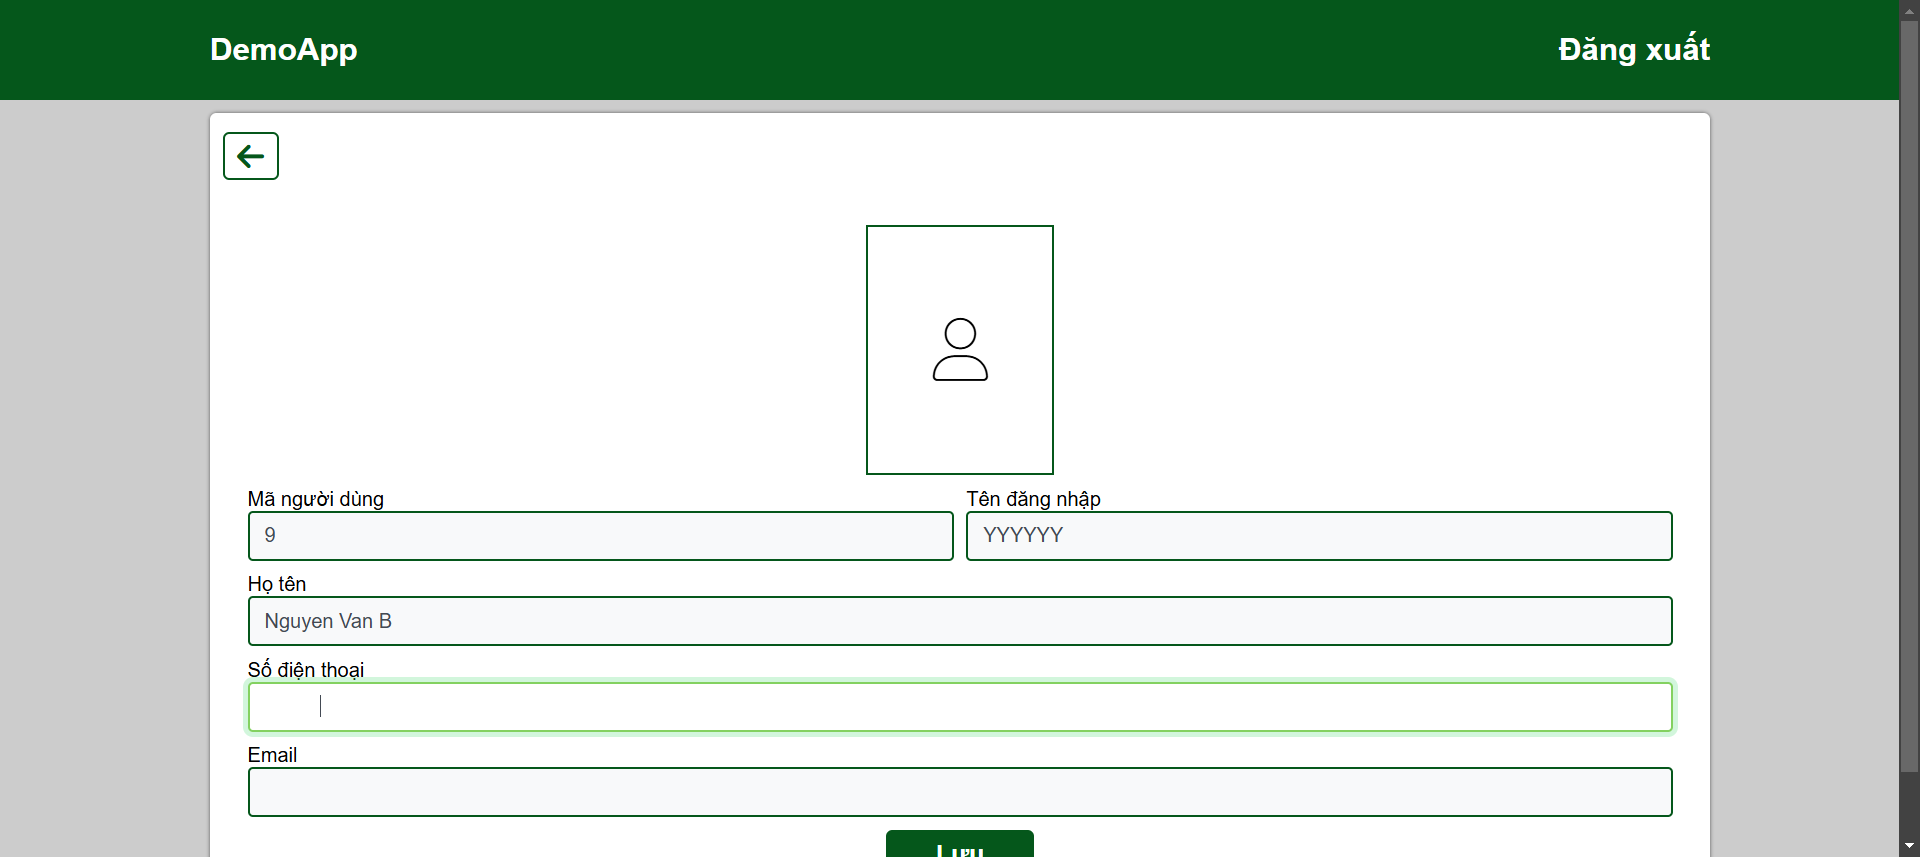 DemoApp
Đăng xuất
Mã người dùng
Tên đăng nhập
9
YYYYYY
Họ tên
Nguyen Van B
Số điện thoại
Email
Lưu